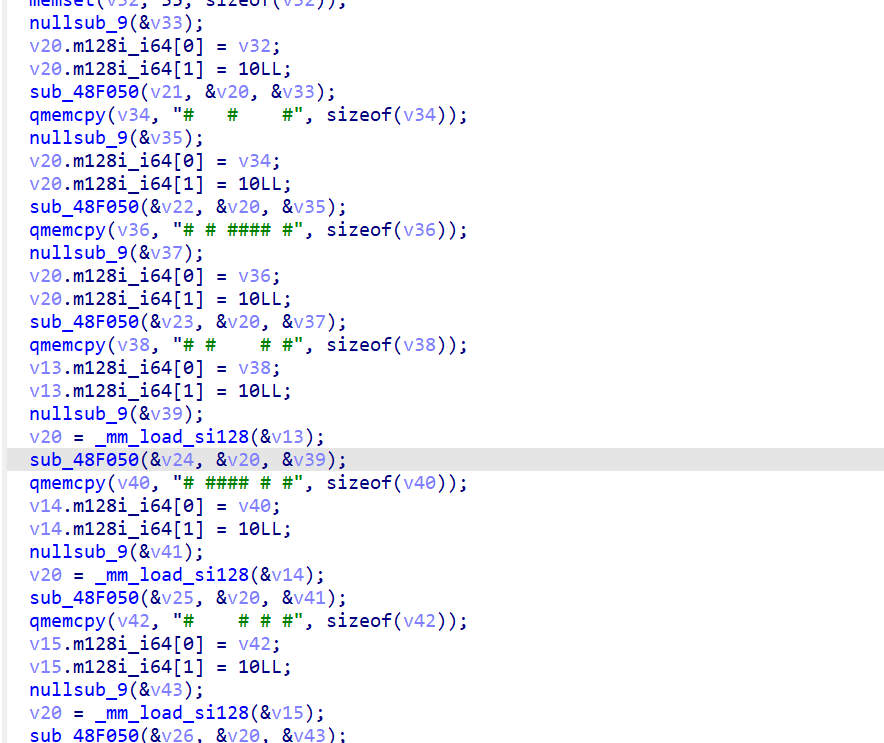 memset(v32, 35, sizeof(v32));
nullsub_9(&v33);
v20.m128i_i64[0] = v32;
v20.m128i_i64[1] = 10LL;
sub_48F050(v21, &v20, &v33);
qmemcpy(v34, "#   #    #", sizeof(v34));
nullsub_9(&v35);
v20.m128i_i64[0] = v34;
v20.m128i_i64[1] = 10LL;
sub_48F050(&v22, &v20, &v35);
qmemcpy(v36, "# # #### #", sizeof(v36));
nullsub_9(&v37);
v20.m128i_i64[0] = v36;
v20.m128i_i64[1] = 10LL;
sub_48F050(&v23, &v20, &v37);
qmemcpy(v38, "# #    # #", sizeof(v38));
v13.m128i_i64[0] = v38;
v13.m128i_i64[1] = 10LL;
nullsub_9(&v39);
v20 = _mm_load_si128(&v13);
sub_48F050(&v24, &v20, &v39);
qmemcpy(v40, "# #### # #", sizeof(v40));
v14.m128i_i64[0] = v40;
v14.m128i_i64[1] = 10LL;
nullsub_9(&v41);
v20 = _mm_load_si128(&v14);
sub_48F050(&v25, &v20, &v41);
qmemcpy(v42, "#    # # #", sizeof(v42));
v15.m128i_i64[0] = v42;
v15.m128i_i64[1] = 10LL;
nullsub_9(&v43);
v20 = _mm_load_si128(&v15);
sub_48F050(&v26, &v20, &v43);